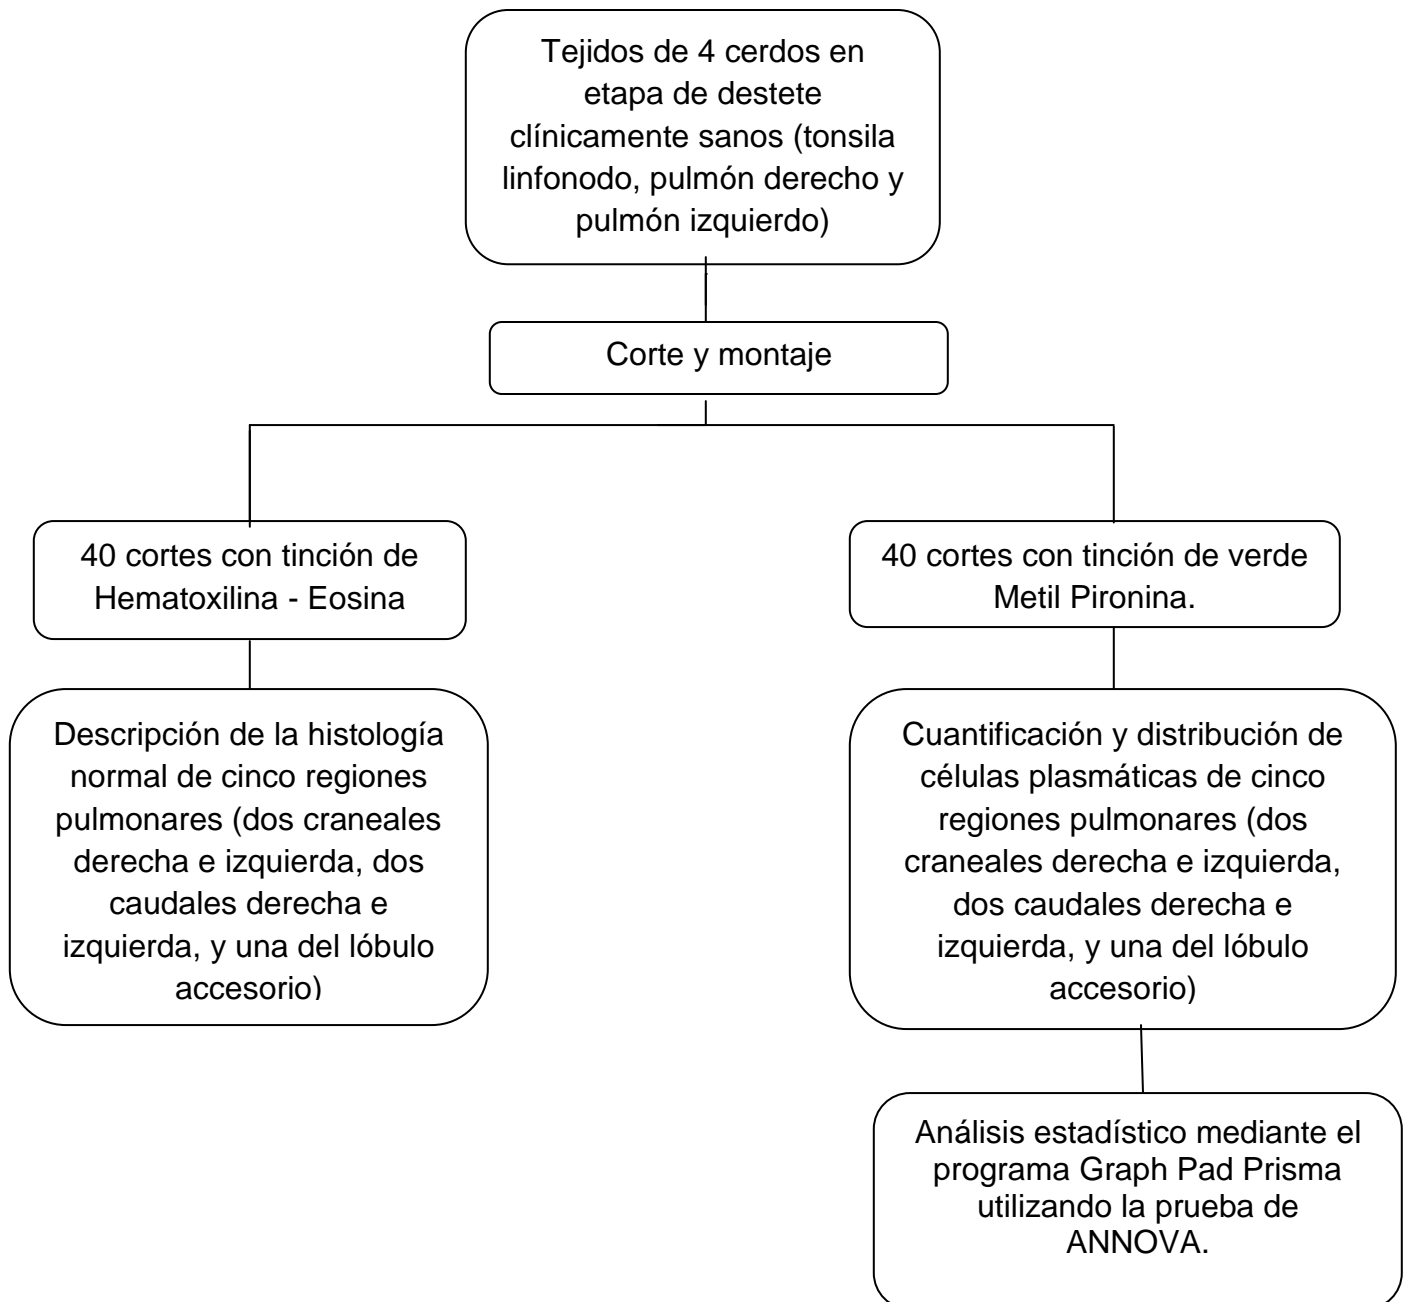 Tejidos de 4 cerdos en
etapa de destete
clínicamente sanos (tonsila
linfonodo, pulmón derecho y
pulmón izquierdo)
Corte y montaje
40 cortes con tinción de
Hematoxilina - Eosina
40 cortes con tinción de verde
Metil Pironina.
Descripción de la histología
normal de cinco regiones
pulmonares (dos craneales
derecha e izquierda, dos
caudales derecha e
izquierda, y una del lóbulo
accesorio)
Cuantificación y distribución de
células plasmáticas de cinco
regiones pulmonares (dos
craneales derecha e izquierda,
dos caudales derecha e
izquierda, y una del lóbulo
accesorio)
Análisis estadístico mediante el
programa Graph Pad Prisma
utilizando la prueba de
ANNOVA.